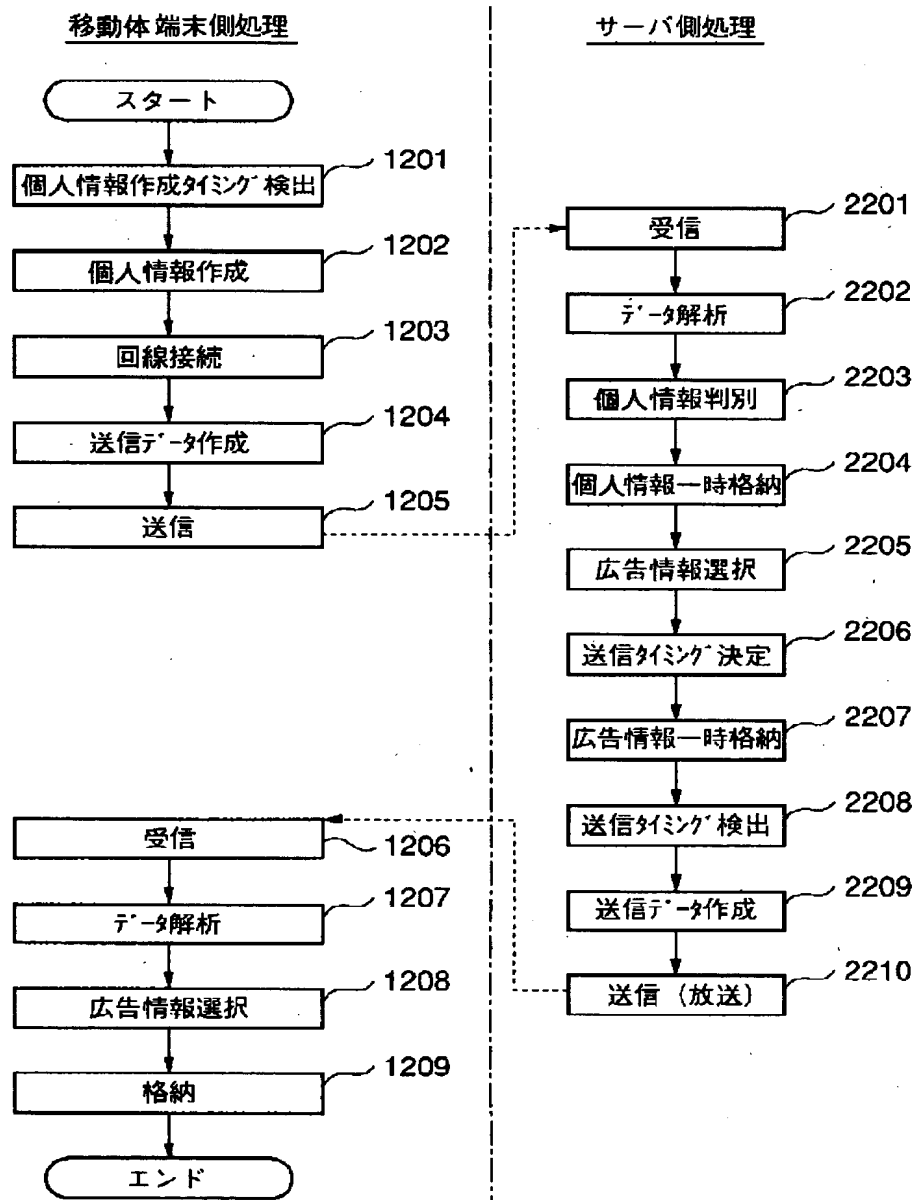 移動体端末側処理
スタート
個人情報作成タイミング検出
1201
個人情報作成
1202
回線接続
1203
送信データ作成
1204
送信
1205
受信
1206
データ解析
1207
広告情報選択
1208
格納
1209
エンド
サーバ側処理
受信
2201
データ解析
2202
個人情報判別
2203
個人情報一時格納
2204
広告情報選択
2205
送信タイミング決定
2206
広告情報一時格納
2207
送信タイミング検出
2208
送信データ作成
2209
送信（放送）
2210